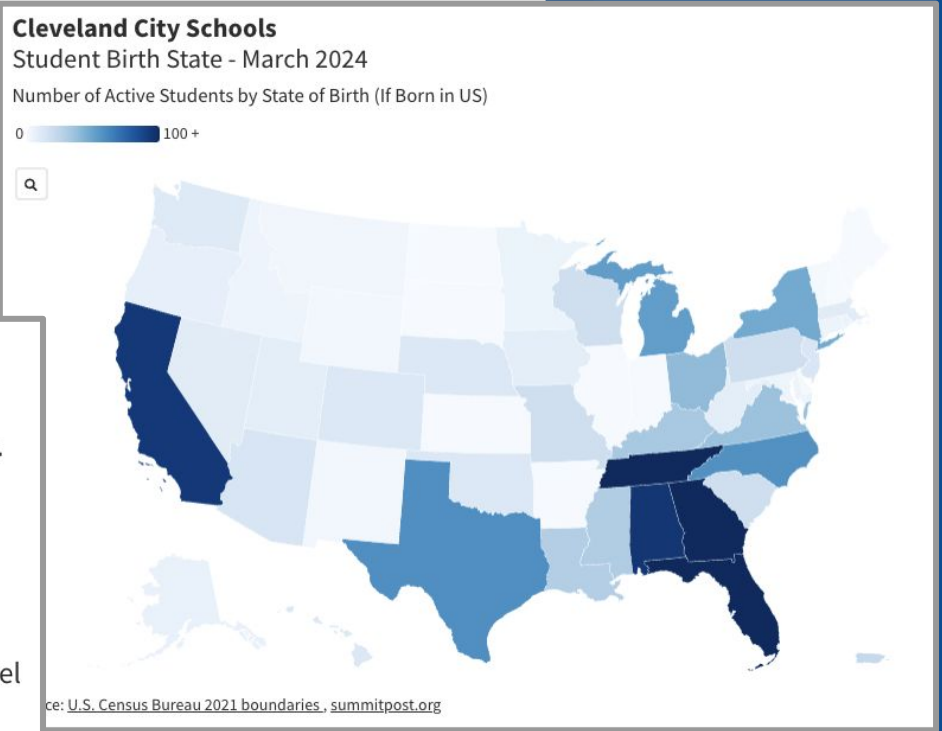 Cleveland City Schools
Student Birth State - March 2024
Number of Active Students by State of Birth (If Born in US)
0 100 +
el
ce: U.S. Census Bureau 2021 boundaries , summitpost.org